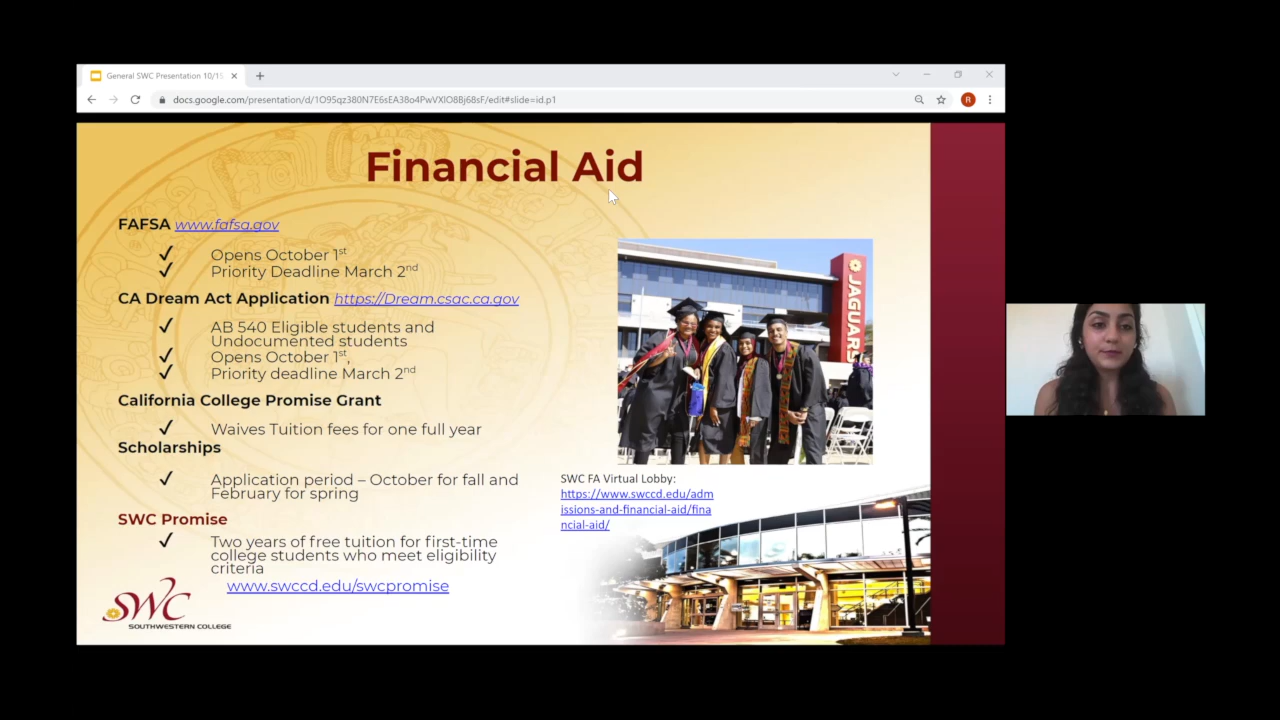 General SWC Presentation 10/15
docs.google.com/presentation/d/1O95qz380N7E6sEA38o4PwVXlO8Bj68sF/edit#slide=id.p1
R
Financial Aid
FAFSA www.fafsa.gov
✓ Opens October 1st
✓ Priority Deadline March 2nd
CA Dream Act Application https://Dream.csac.ca.gov
✓ AB 540 Eligible students and
Undocumented students
✓ Opens October 1st,
✓ Priority deadline March 2nd
California College Promise Grant
✓ Waives Tuition fees for one full year
Scholarships
✓ Application period – October for fall and
February for spring
SWC Promise
✓ Two years of free tuition for first-time
college students who meet eligibility
criteria
www.swccd.edu/swcpromise
SWC
SOUTHWESTERN COLLEGE
JAGUARS
SWC FA Virtual Lobby:
https://www.swccd.edu/adm
issions-and-financial-aid/fina
ncial-aid/